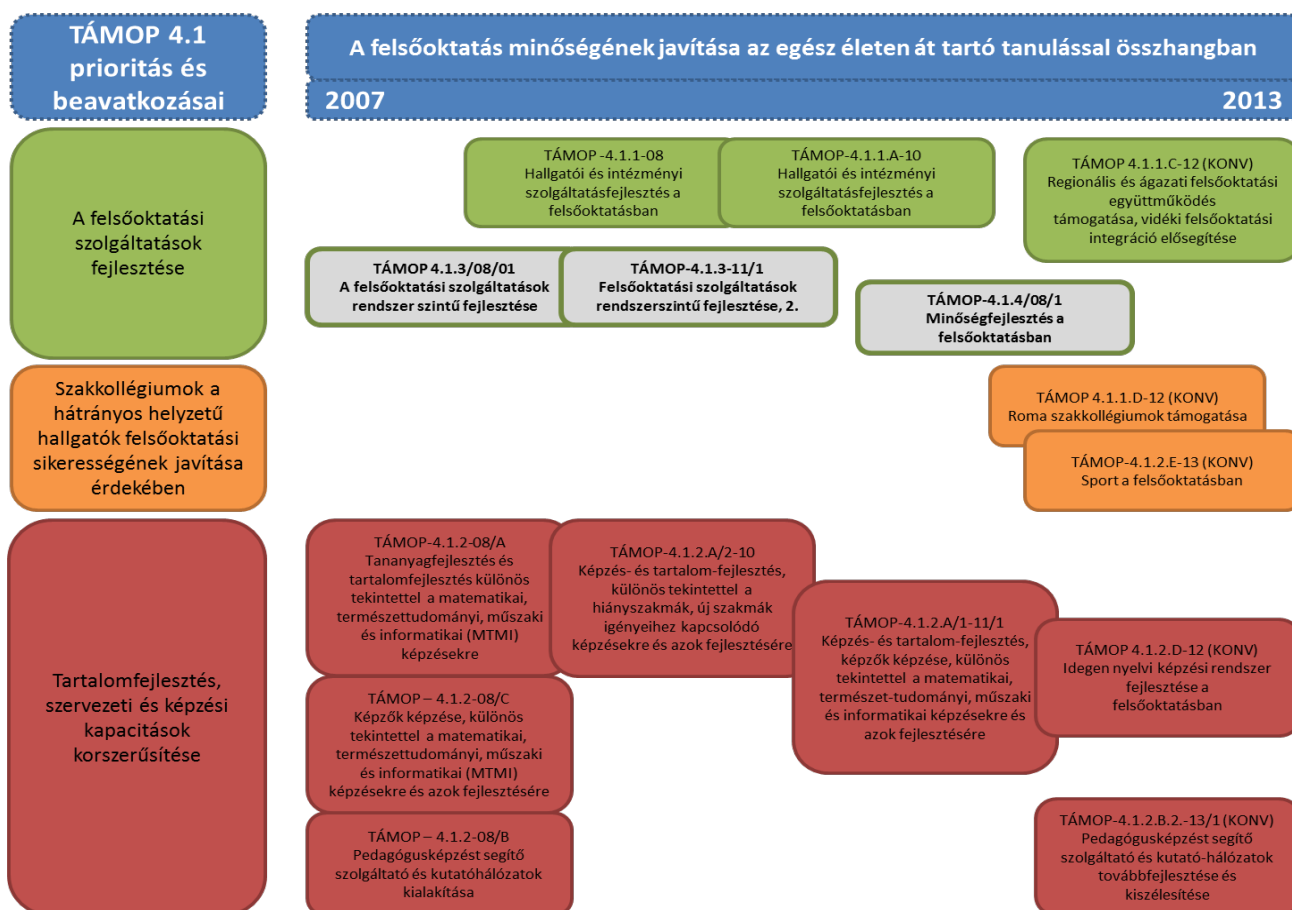 TÁMOP 4.1
prioritás és
beavatkozásai
A felsőoktatás minőségének javítása az egész életen át tartó tanulással összhangban
2007
2013
A felsőoktatási
szolgáltatások
fejlesztése
TÁMOP -4.1.1-08
Hallgatói és intézményi
szolgáltatásfejlesztés a
felsőoktatásban
TÁMOP-4.1.1.A-10
Hallgatói és intézményi
szolgáltatásfejlesztés a
felsőoktatásban
TÁMOP 4.1.1.C-12 (KONV)
Regionális és ágazati felsőoktatási
együttműködés
támogatása, vidéki felsőoktatási
integráció elősegítése
TÁMOP 4.1.3/08/01
A felsőoktatási szolgáltatások
rendszer szintű fejlesztése
TÁMOP-4.1.3-11/1
Felsőoktatási szolgáltatások
rendszerszintű fejlesztése, 2.
TÁMOP-4.1.4/08/1
Minőségfejlesztés a
felsőoktatásban
Szakkollégiumok a
hátrányos helyzetű
hallgatók felsőoktatási
sikerességének javítása
érdekében
TÁMOP 4.1.1.D-12 (KONV)
Roma szakkollégiumok támogatása
TÁMOP-4.1.2.E-13 (KONV)
Sport a felsőoktatásban
Tartalomfejlesztés,
szervezeti és képzési
kapacitások
korszerűsítése
TÁMOP-4.1.2-08/A
Tananyagfejlesztés és
tartalomfejlesztés különös
tekintettel a matematikai,
természettudományi, műszaki
és informatikai (MTMI)
képzésekre
TÁMOP-4.1.2.A/2-10
Képzés- és tartalom-fejlesztés,
különös tekintettel a
hiányszakmák, új szakmák
igényeihez kapcsolódó
képzésekre és azok fejlesztésére
TÁMOP-4.1.2.A/1-11/1
Képzés- és tartalom-fejlesztés,
képzők képzése, különös
tekintettel a matematikai,
természet-tudományi, műszaki
és informatikai képzésekre és
azok fejlesztésére
TÁMOP 4.1.2.D-12 (KONV)
Idegen nyelvi képzési rendszer
fejlesztése a
felsőoktatásban
TÁMOP – 4.1.2-08/C
Képzők képzése, különös
tekintettel a matematikai,
természettudományi, műszaki
és informatikai (MTMI)
képzésekre és azok fejlesztésére
TÁMOP – 4.1.2-08/B
Pedagógusképzést segítő
szolgáltató és kutatóhálózatok
kialakítása
TÁMOP-4.1.2.B.2.-13/1 (KONV)
Pedagógusképzést segítő
szolgáltató és kutató-hálózatok
továbbfejlesztése és
kiszélesítése